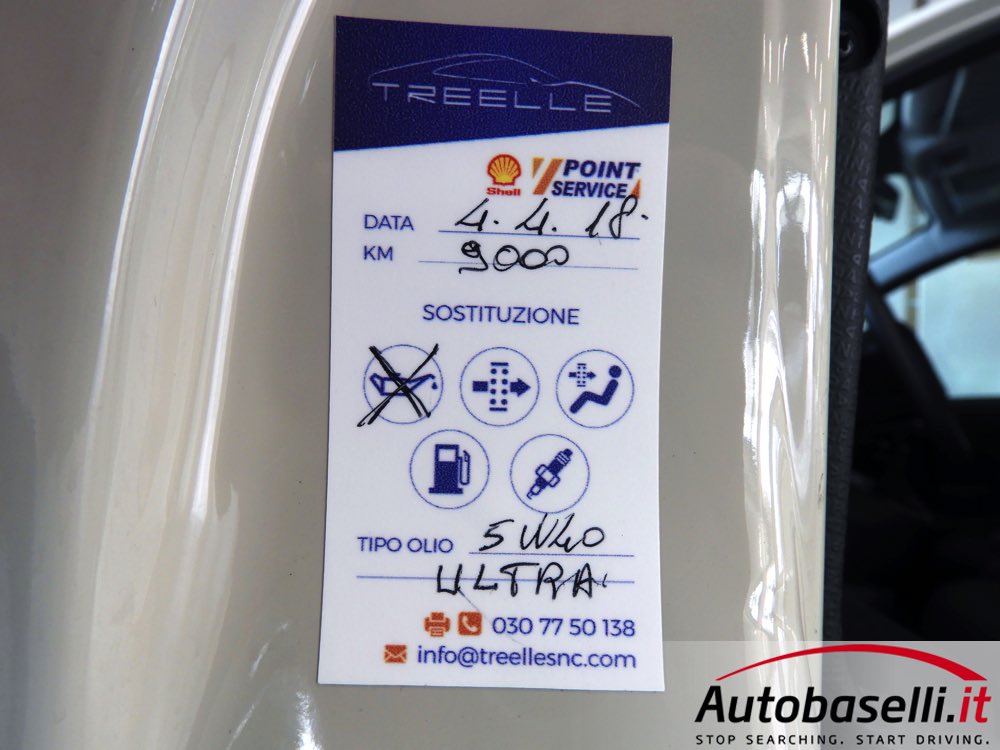 TREELLE
Shell
POINT SERVICE
DATA 4.4.18.
KM 9000
SOSTITUZIONE
TIPO OLIO 5W40
ULTRA
030 77 50 138
info@treellesnc.com
Autobaselli.it
STOP SEARCHING. START DRIVING.